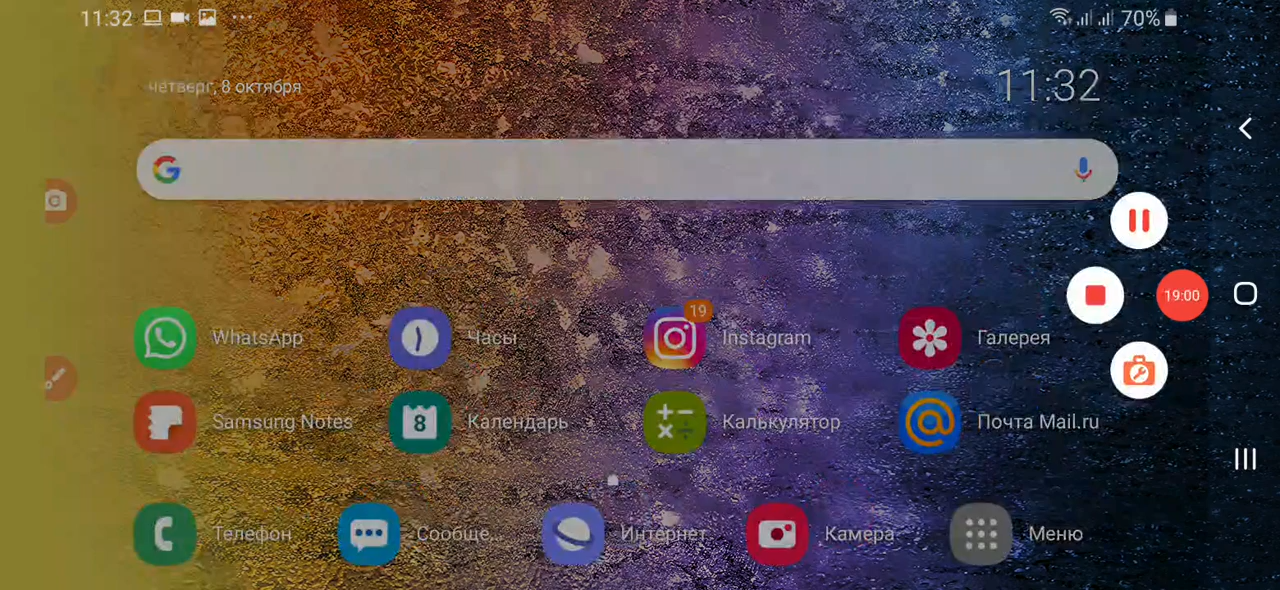 11:32 70%
четверг, 8 октября 11:32
19:00
19
WhatsApp Часы Instagram Галерея
8
Samsung Notes Календарь Калькулятор Почта Mail.ru
Телефон Сообще... Интернет Камера Меню